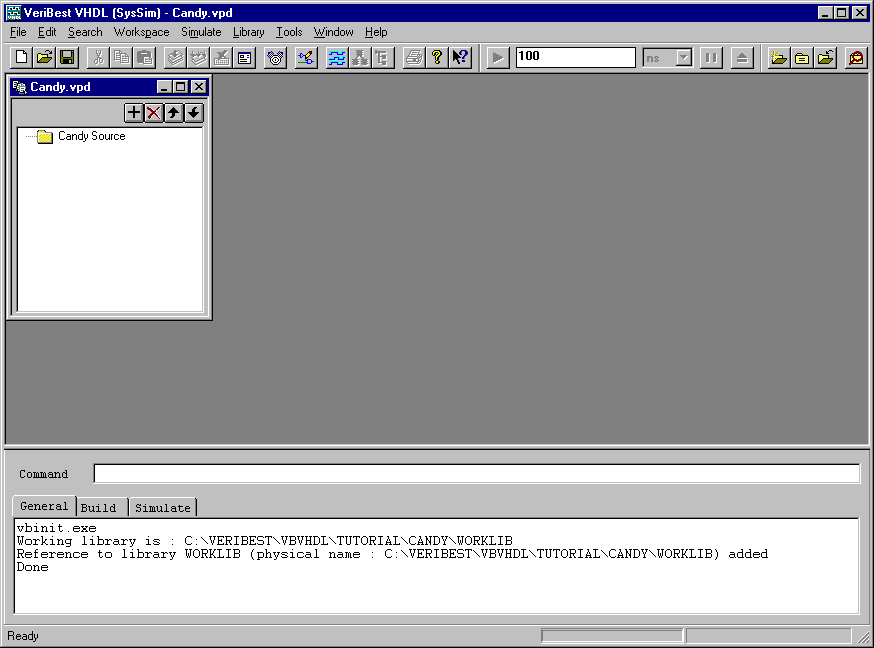 VeriBest VHDL (SysSim) - Candy.vpd
File Edit Search Workspace Simulate Library Tools Window Help
100
ns
Candy.vpd
Candy Source
Command
General Build Simulate
vbinit.exe
Working library is : C:\VERIBEST\VBVHDL\TUTORIAL\CANDY\WORKLIB
Reference to library WORKLIB (physical name : C:\VERIBEST\VBVHDL\TUTORIAL\CANDY\WORKLIB) added
Done
Ready